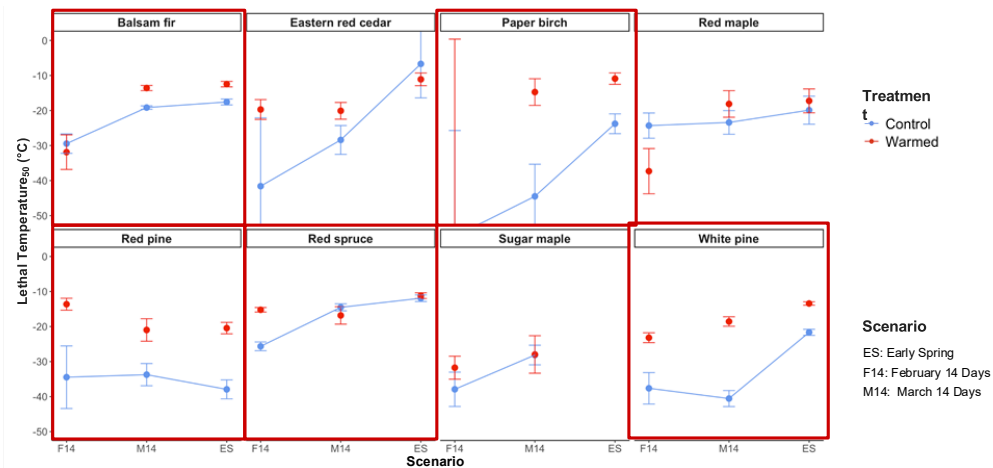 Balsam fir
Eastern red cedar
Paper birch
Red maple
0
-10
-20
-30
-40
-50
Red pine
Red spruce
Sugar maple
White pine
0
-10
-20
-30
-40
-50
F14 M14 ES
F14 M14 ES
F14 M14 ES
F14 M14 ES
Scenario
Lethal Temperature₅₀ (°C)
Treatmen
t
Control
Warmed
Scenario
ES: Early Spring
F14: February 14 Days
M14: March 14 Days